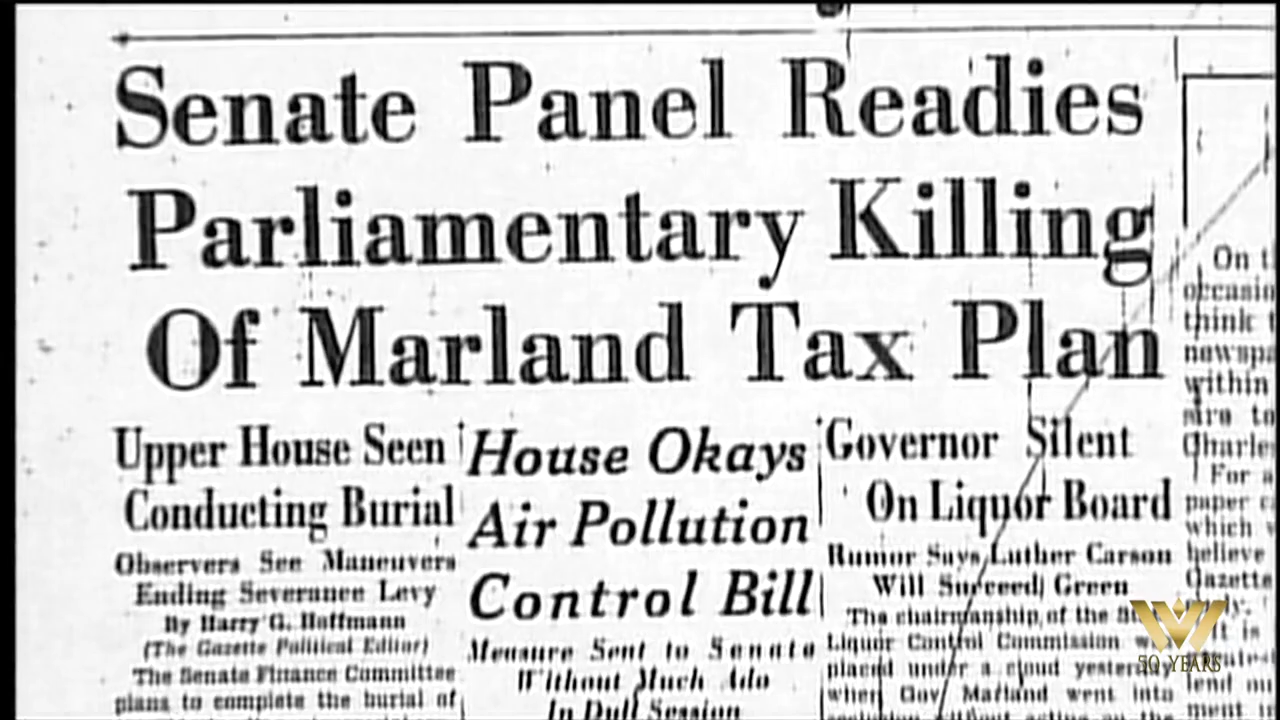 Senate Panel Readies
Parliamentary Killing
Of Marland Tax Plan
Upper House Seen
Conducting Burial
Observers See Maneuvers
Ending Severance Levy
By Harry G. Hoffmann
(The Gazette Political Editor)
The Senate Finance Committee
plans to complete the burial of
House Okays
Air Pollution
Control Bill
Measure Sent to Senate
Without Much Ado
In Dull Session
Governor Silent
On Liquor Board
Rumor Says Luther Carson
Will Succeed Green
The chairmanship of the
Liquor Control Commission
placed under a cloud
when Gov. Marland went into
On
think
within
For a
paper
which
believe
Gazette
It is
50 YEARS